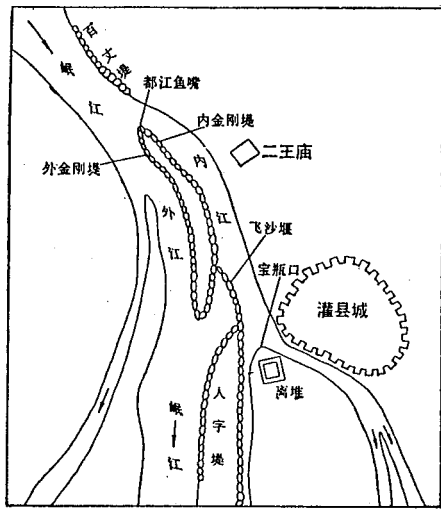 百丈堤
岷江
都江鱼嘴
内金刚堤
二王庙
外金刚堤
内江
外江
飞沙堰
宝瓶口
灌县城
离堆
人字堤
岷江